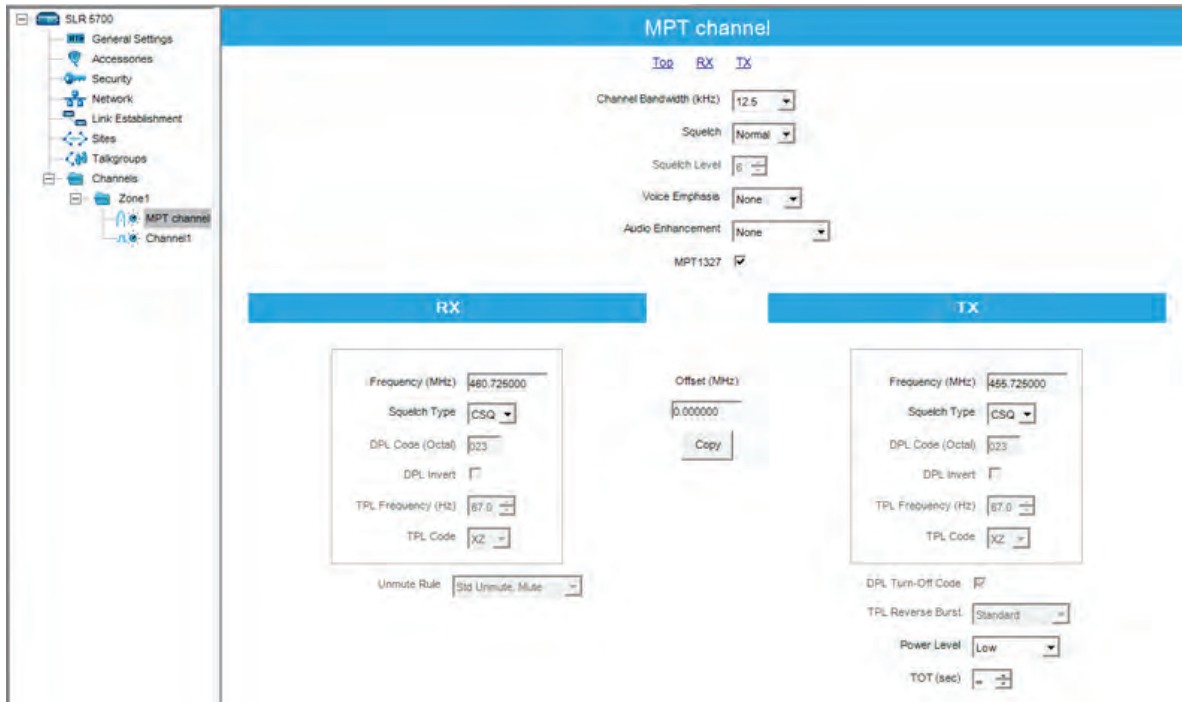 SLR 5700
General Settings
Accessories
Security
Network
Link Establishment
Sites
Talkgroups
Channels
Zone1
MPT channel
Channel1
MPT channel
Top RX TX
Channel Bandwidth (kHz) 12.5
Squelch Normal
Squelch Level 6
Voice Emphasis None
Audio Enhancement None
MPT1327
RX
Frequency (MHz) 460.725000
Squelch Type CSQ
DPL Code (Octal) 023
DPL Invert
TPL Frequency (Hz) 67.0
TPL Code XZ
Unmute Rule Std Unmute, Mute
Offset (MHz)
0.000000
Copy
TX
Frequency (MHz) 455.725000
Squelch Type CSQ
DPL Code (Octal) 023
DPL Invert
TPL Frequency (Hz) 67.0
TPL Code XZ
DPL Turn-Off Code
TPL Reverse Burst Standard
Power Level Low
TOT (sec) ∞